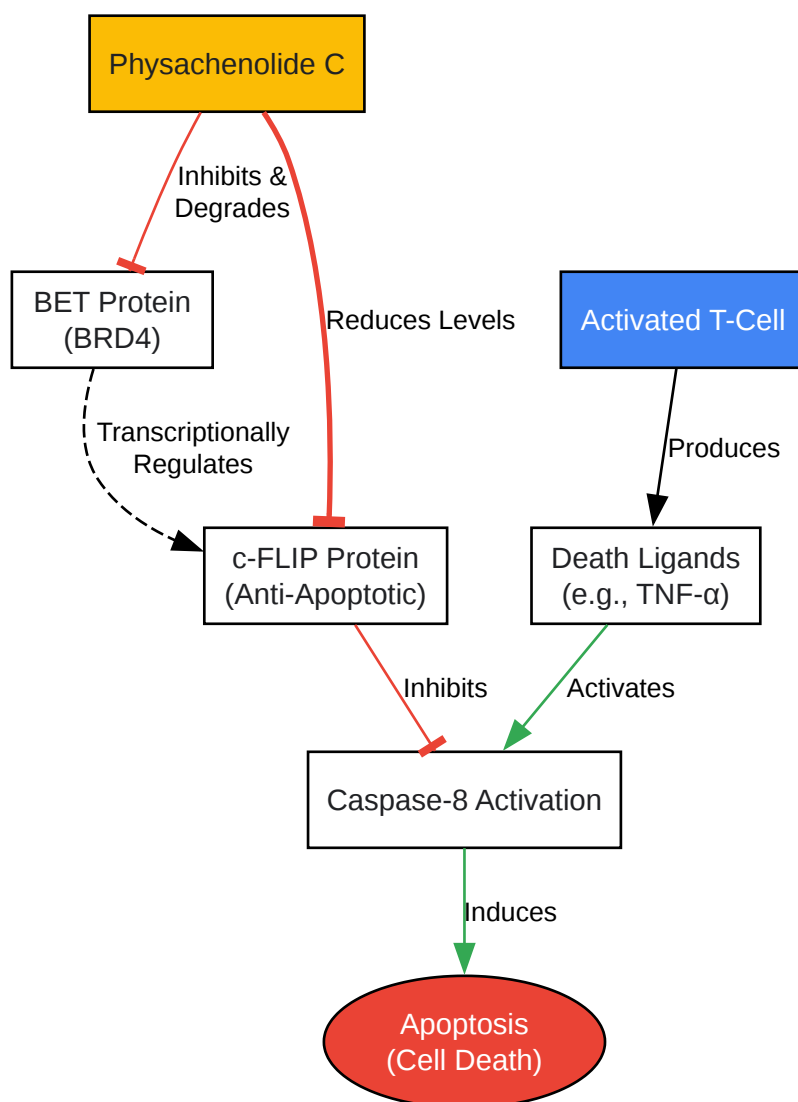 Physachenolide C
Inhibits &
Degrades
BET Protein
(BRD4)
Activated T-Cell
Reduces Levels
Transcriptionally
Regulates
Produces
c-FLIP Protein
(Anti-Apoptotic)
Death Ligands
(e.g., TNF-α)
Inhibits
Activates
Caspase-8 Activation
Induces
Apoptosis
(Cell Death)